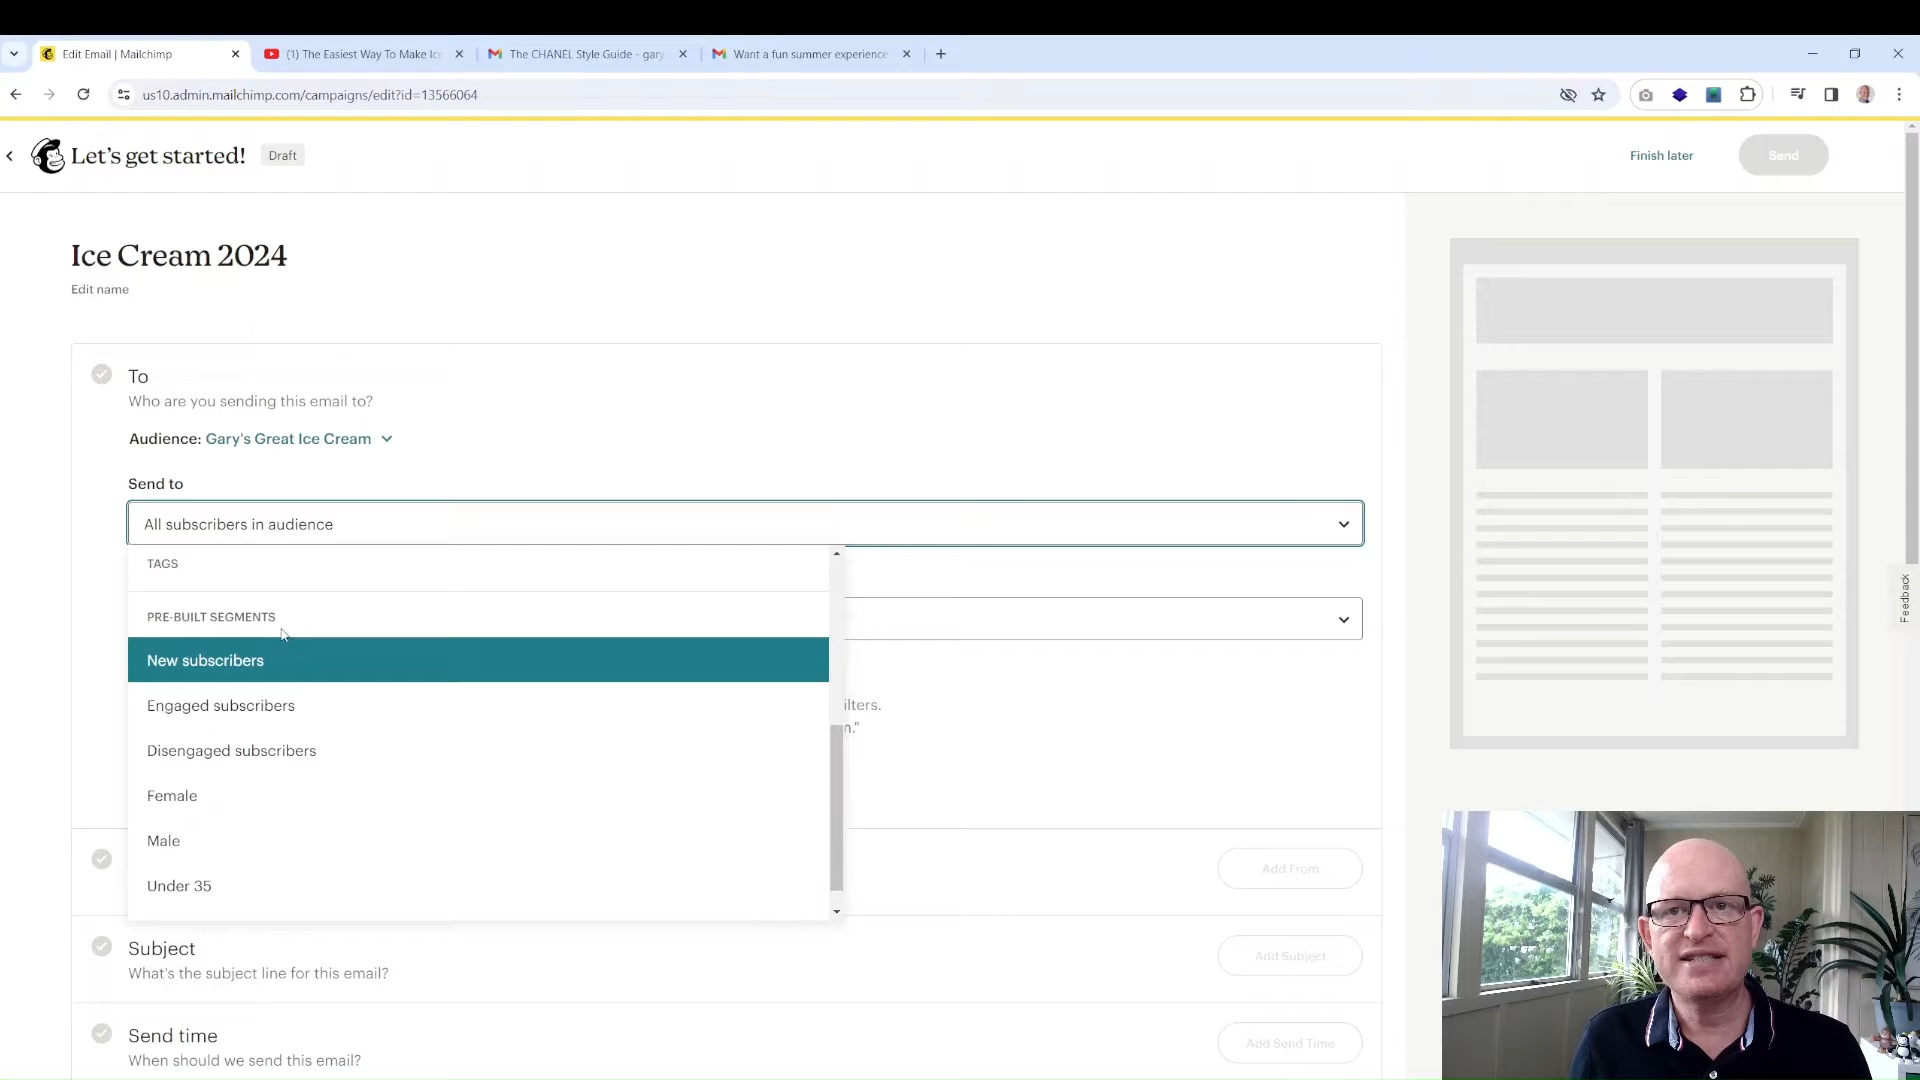 Edit Email | Mailchimp
(1) The Easiest Way To Make Ice
The CHANEL Style Guide - gary
Want a fun summer experience
us10.admin.mailchimp.com/campaigns/edit?id=13566064
Let's get started!
Draft
Finish later
Send
Ice Cream 2024
Edit name
To
Who are you sending this email to?
Audience: Gary's Great Ice Cream
Send to
All subscribers in audience
TAGS
PRE-BUILT SEGMENTS
New subscribers
Engaged subscribers
ilters.
n."
Disengaged subscribers
Female
Male
Under 35
Add From
Subject
What's the subject line for this email?
Add Subject
Send time
When should we send this email?
Add Send Time
Feedback